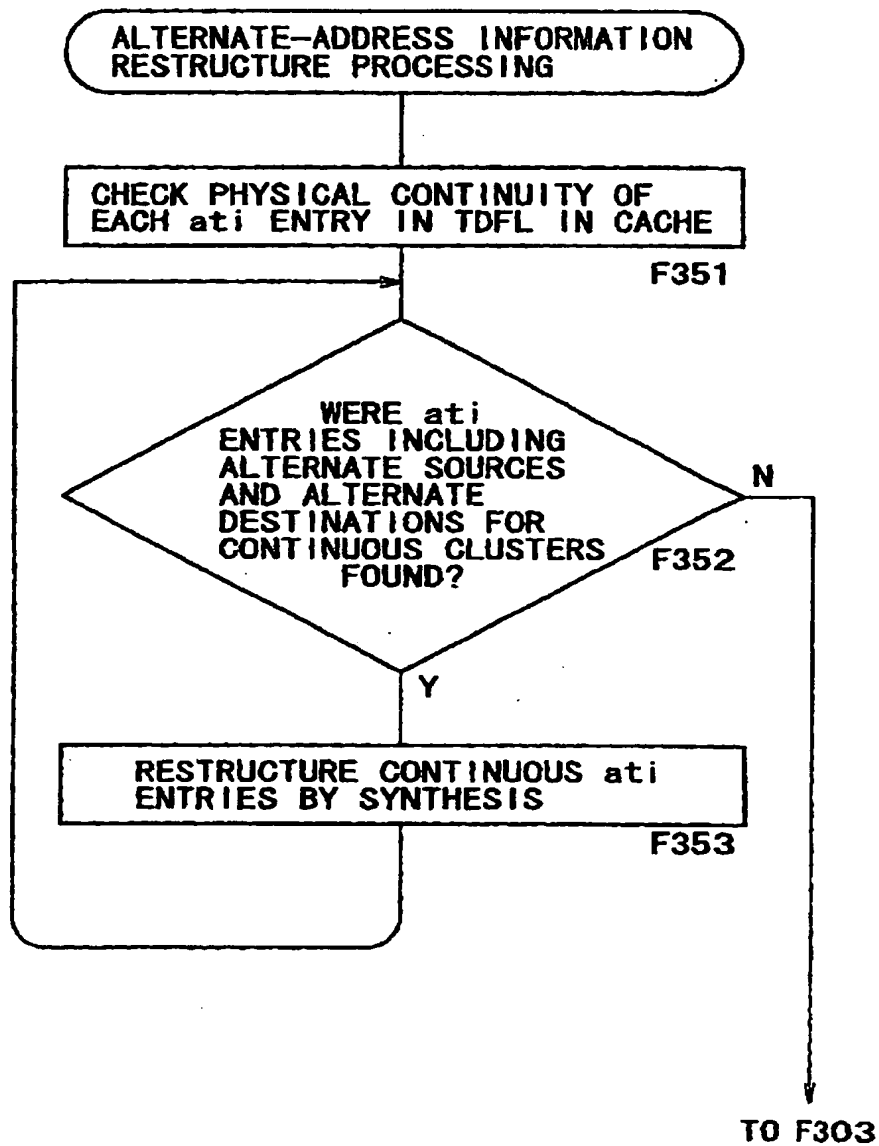 ALTERNATE-ADDRESS INFORMATION
RESTRUCTURE PROCESSING
CHECK PHYSICAL CONTINUITY OF
EACH ati ENTRY IN TDFL IN CACHE
F351
WERE ati
ENTRIES INCLUDING
ALTERNATE SOURCES
AND ALTERNATE
DESTINATIONS FOR
CONTINUOUS CLUSTERS
FOUND?
N
F352
Y
RESTRUCTURE CONTINUOUS ati
ENTRIES BY SYNTHESIS
F353
TO F303